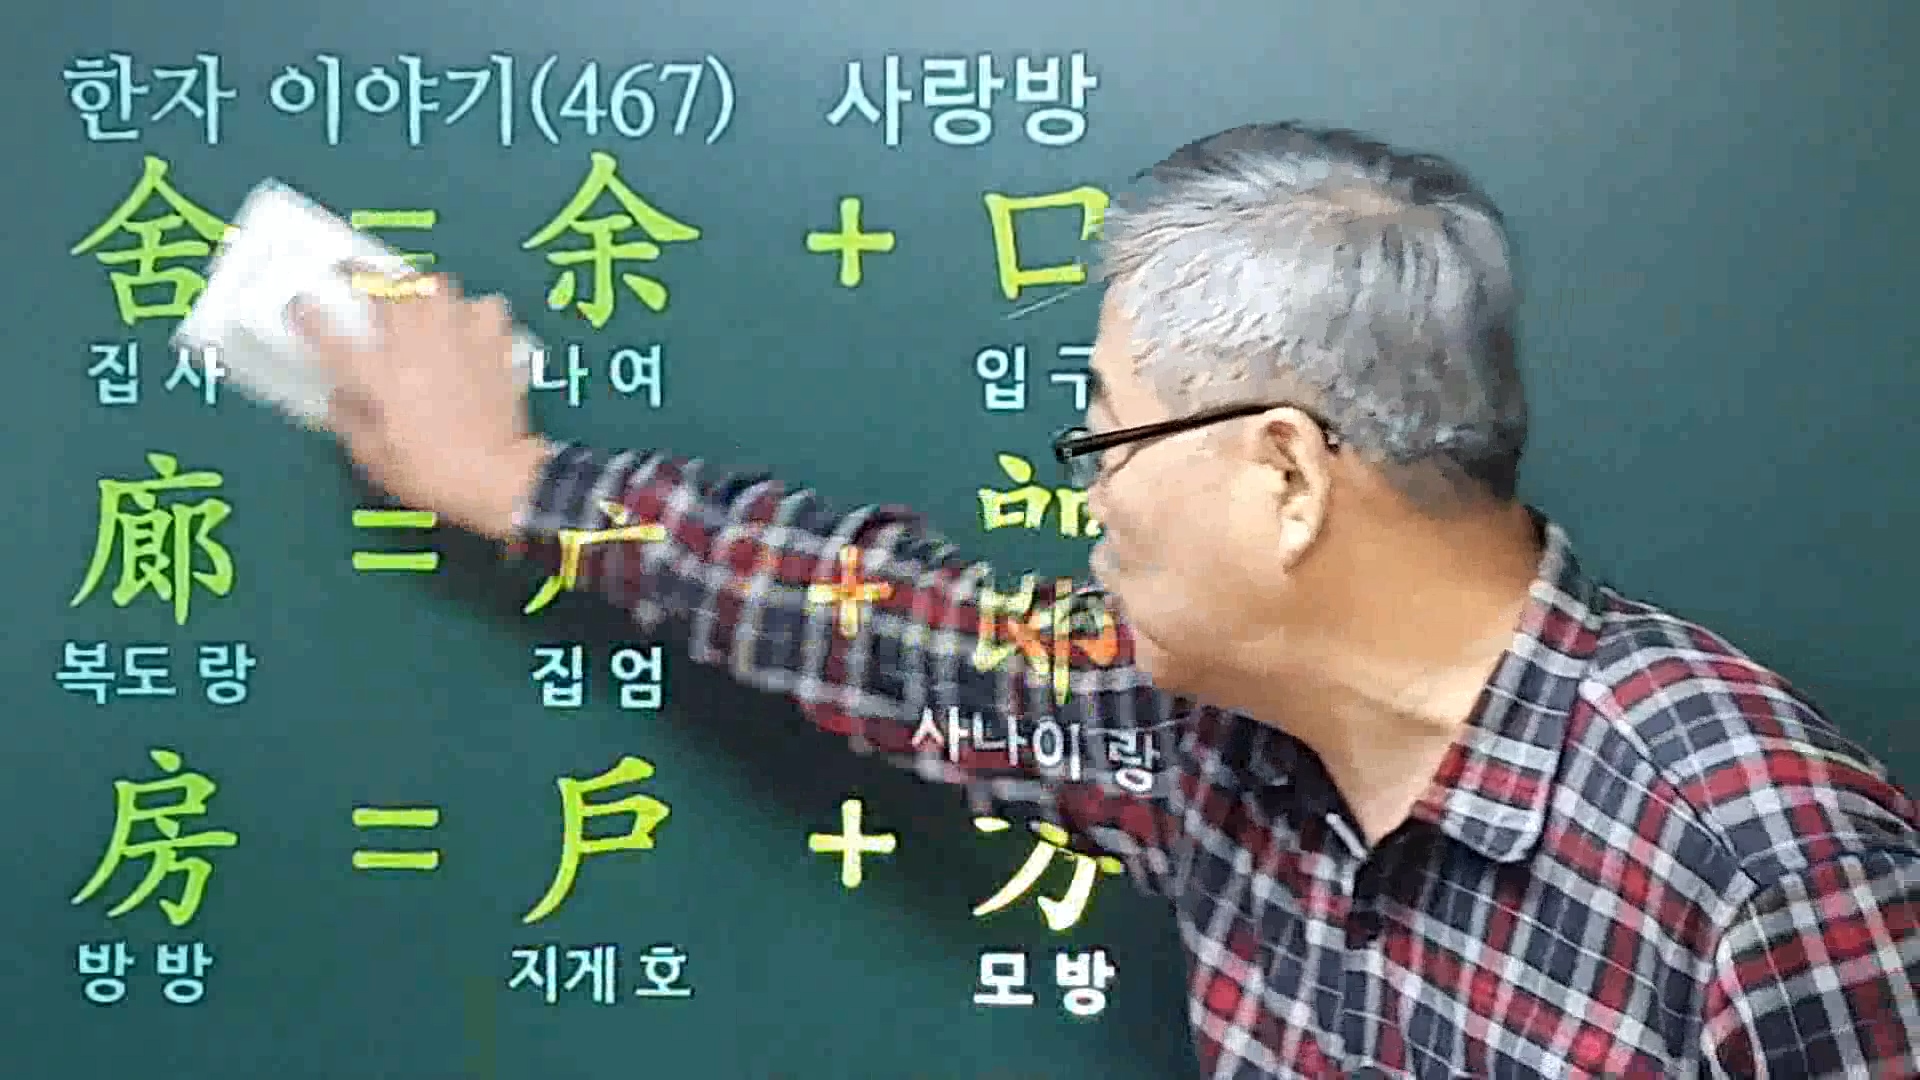 한자 이야기(467) 사랑방
舍 = 余 + 口
집 사 나 여 입 구
廊 = 广 + 郞
복도 랑 집 엄 사나이 랑
房 = 戶 + 方
방 방 지게 호 모 방